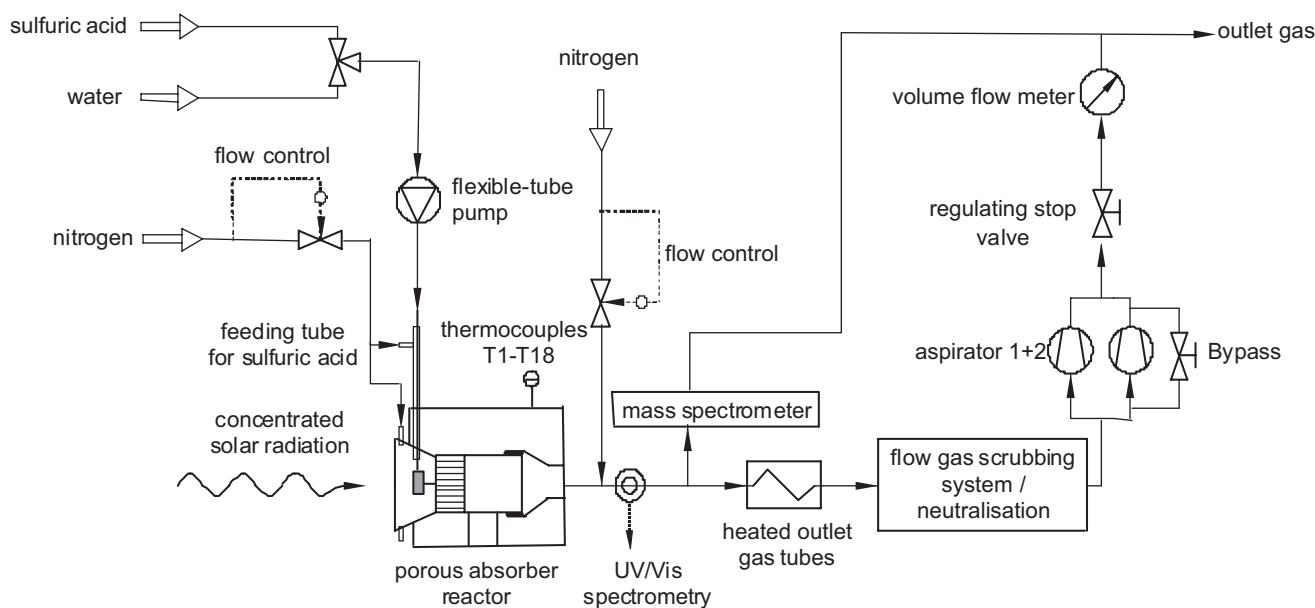 sulfuric acid
water
nitrogen
outlet gas
volume flow meter
flow control
flexible-tube
pump
nitrogen
regulating stop
valve
flow control
feeding tube
for sulfuric acid
thermocouples
T1-T18
aspirator 1+2
Bypass
mass spectrometer
concentrated
solar radiation
flow gas scrubbing
system /
neutralisation
heated outlet
gas tubes
porous absorber
reactor
UV/Vis
spectrometry